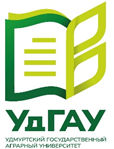 УдГАУ
УДМУРТСКИЙ ГОСУДАРСТВЕННЫЙ
АГРАРНЫЙ УНИВЕРСИТЕТ